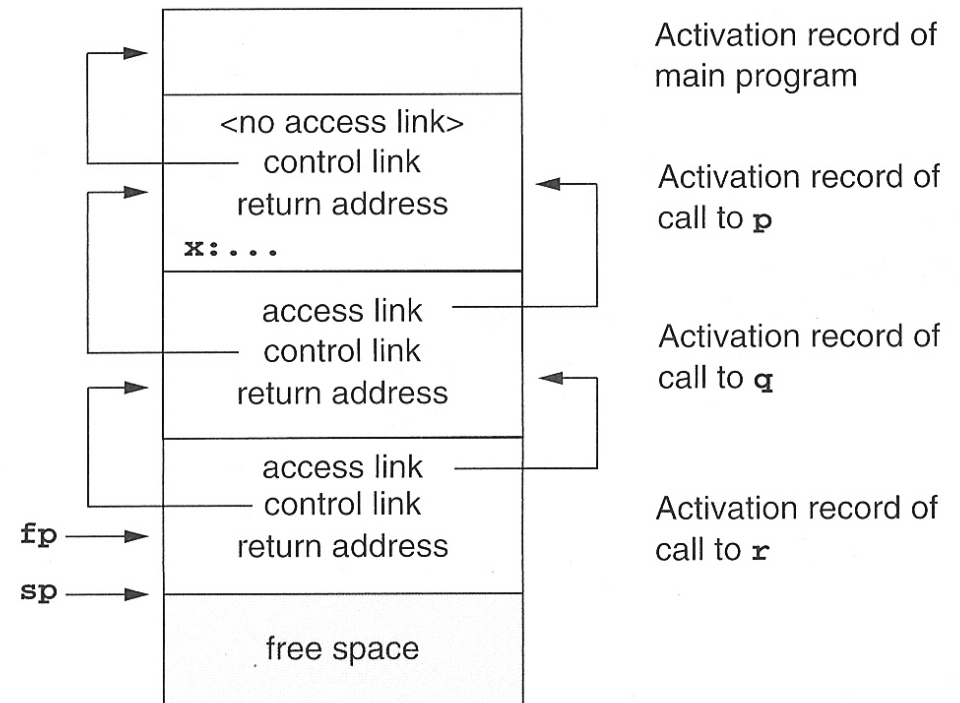 Activation record of
main program
<no access link>
control link
return address
x:...
Activation record of
call to p
access link
control link
return address
Activation record of
call to q
access link
control link
return address
Activation record of
call to r
fp
sp
free space